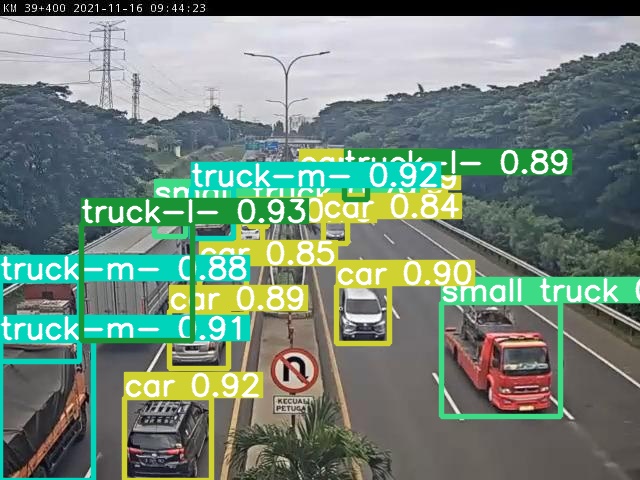 KM 39+400 2021-11-16 09:44:23
truck-l- 0.89
truck-m- 0.92
small truck
truck-l- 0.93
car 0.84
car 0.85
truck-m- 0.88
car 0.90
small truck
car 0.89
truck-m- 0.91
car 0.92
KECUALI
PETUGAS